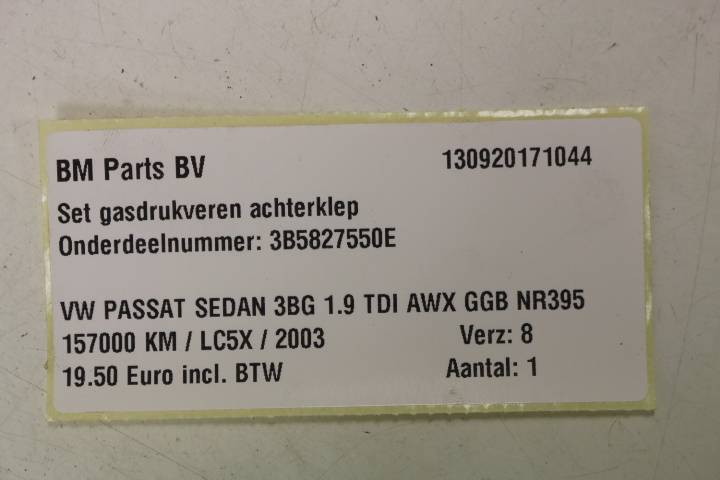 BM Parts BV 130920171044
Set gasdrukveren achterklep
Onderdeelnummer: 3B5827550E
VW PASSAT SEDAN 3BG 1.9 TDI AWX GGB NR395
157000 KM / LC5X / 2003 Verz: 8
19.50 Euro incl. BTW Aantal: 1